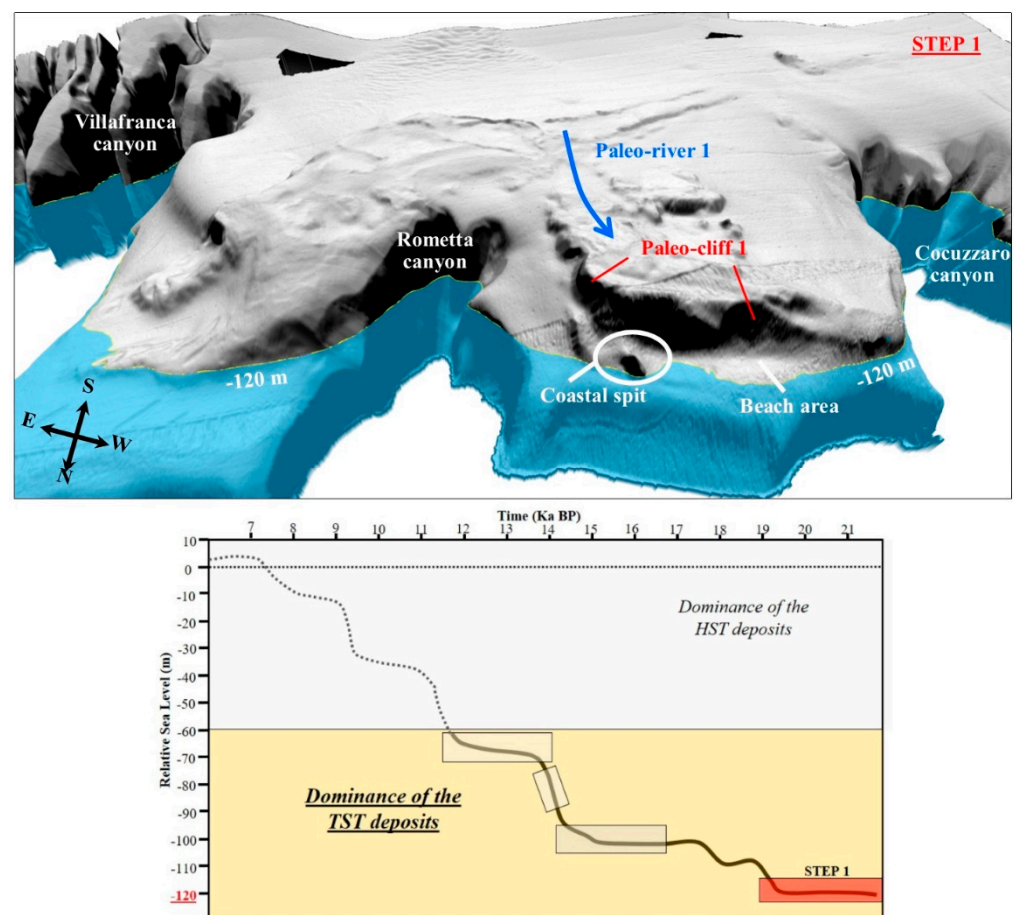 STEP 1
Villafranca
canyon
Paleo-river 1
Rometta
canyon
Paleo-cliff 1
Cocuzzaro
canyon
-120 m
-120 m
Coastal spit
Beach area
S
E
W
N
Time (Ka BP)
7 8 9 10 11 12 13 14 15 16 17 18 19 20 21
Relative Sea Level (m)
10
0
-10
-20
-30
-40
-50
-60
-70
-80
-90
-100
-110
-120
Dominance of the
HST deposits
Dominance of the
TST deposits
STEP 1